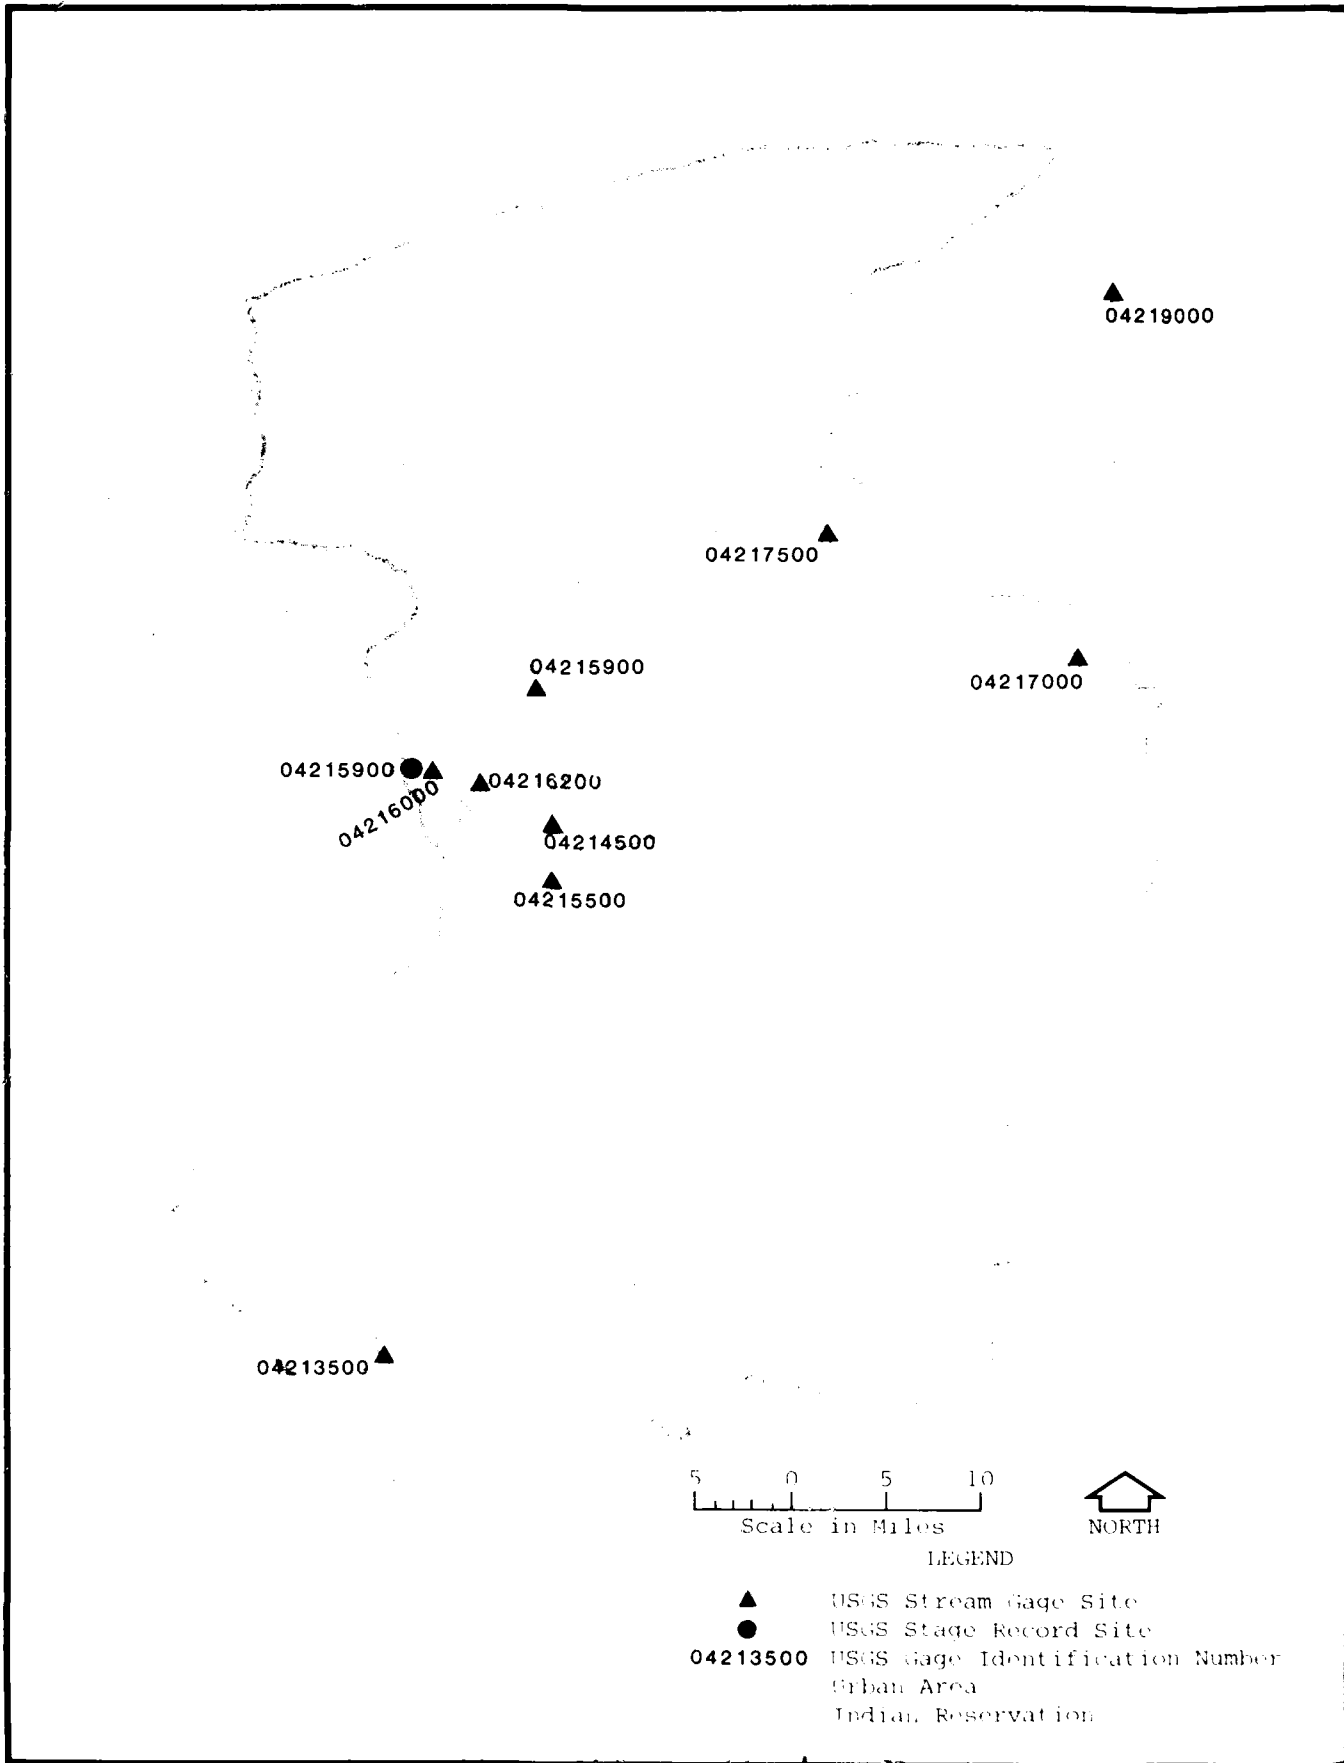 04219000
04217500
04215900
04217000
04215900
04216200
04216000
04214500
04215500
04213500
5 0 5 10
Scale in Miles
NORTH
LEGEND
USGS Stream Gage Site
USGS Stage Record Site
04213500 USGS Gage Identification Number
Urban Area
Indian Reservation